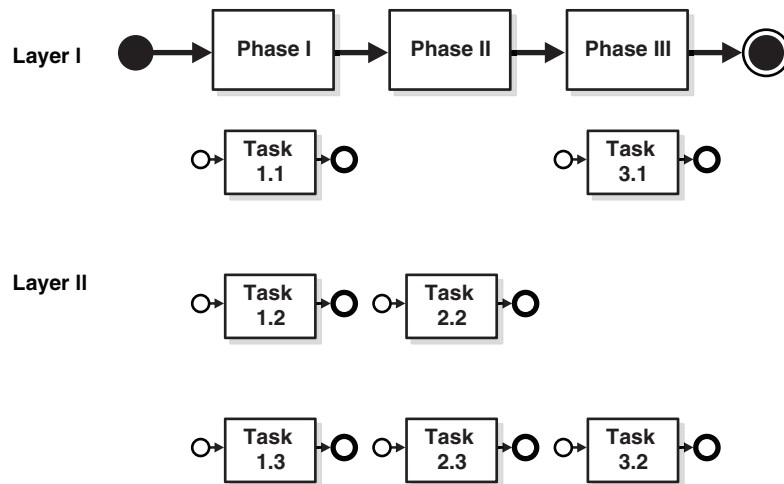 Layer I
Phase I
Phase II
Phase III
Task
1.1
Task
3.1
Layer II
Task
1.2
Task
2.2
Task
1.3
Task
2.3
Task
3.2